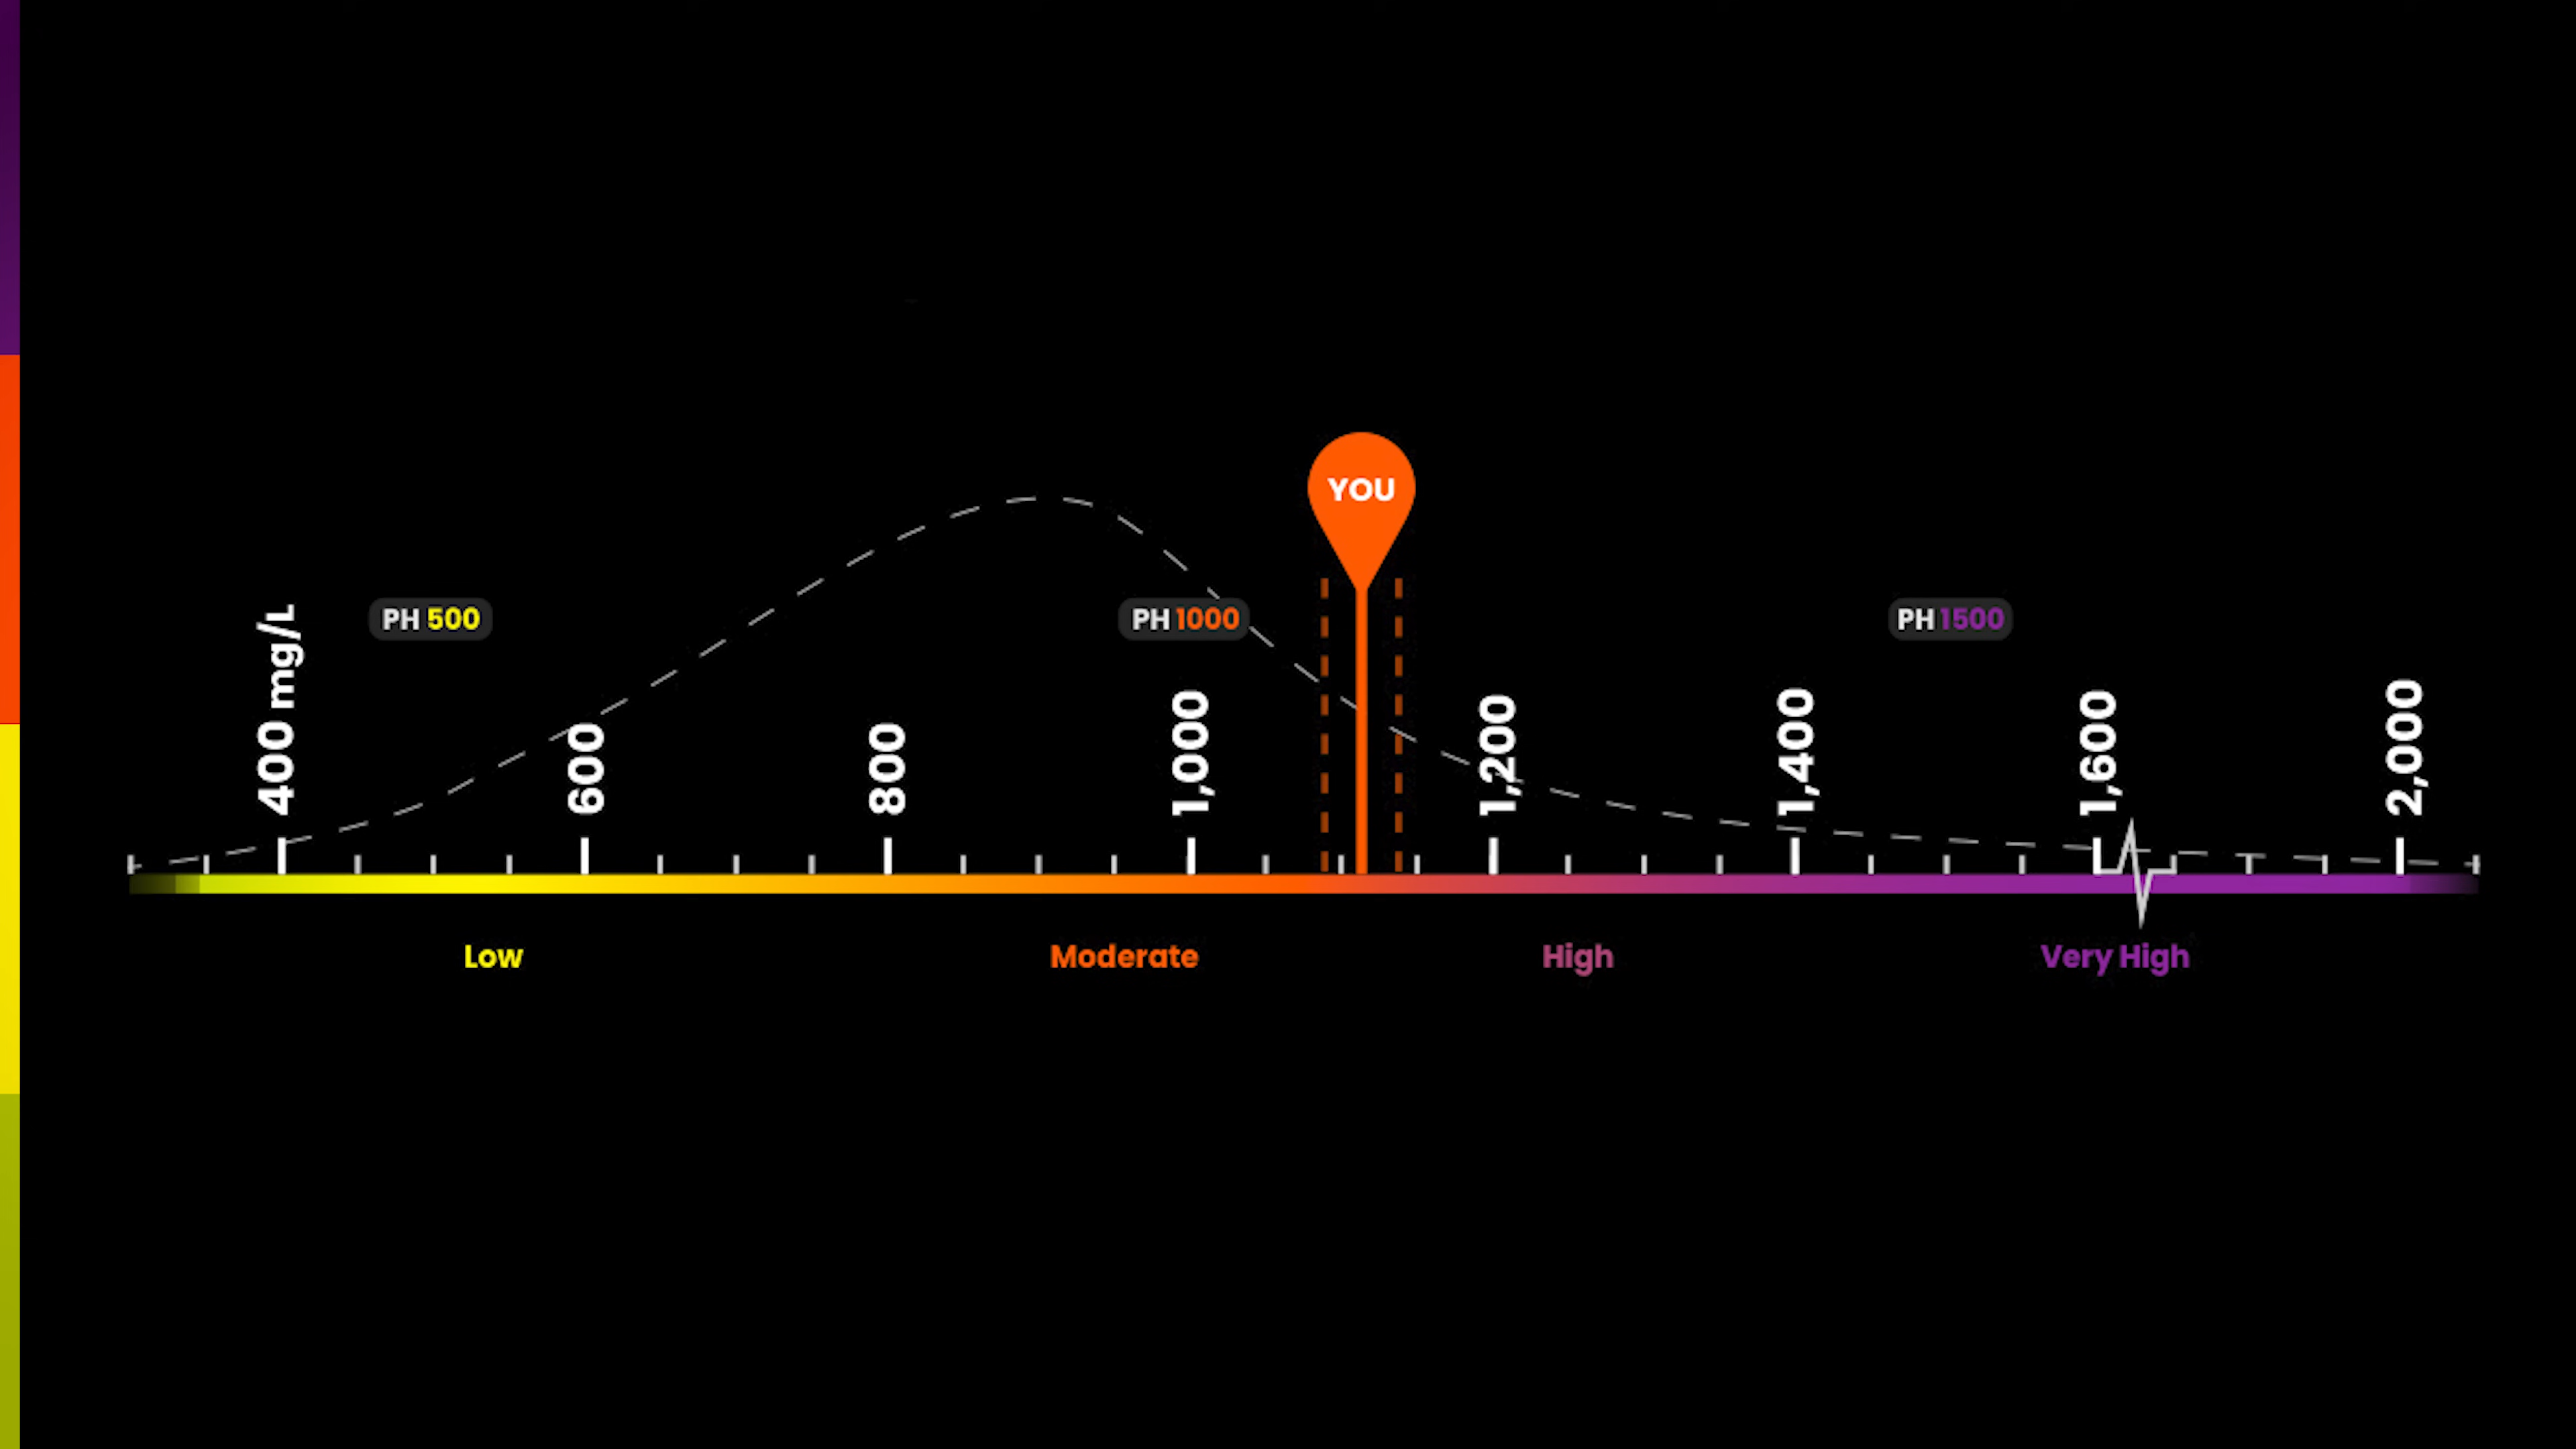 YOU
PH 500
PH 1000
PH 1500
400 mg/L
600
800
1,000
1,200
1,400
1,600
2,000
Low
Moderate
High
Very High